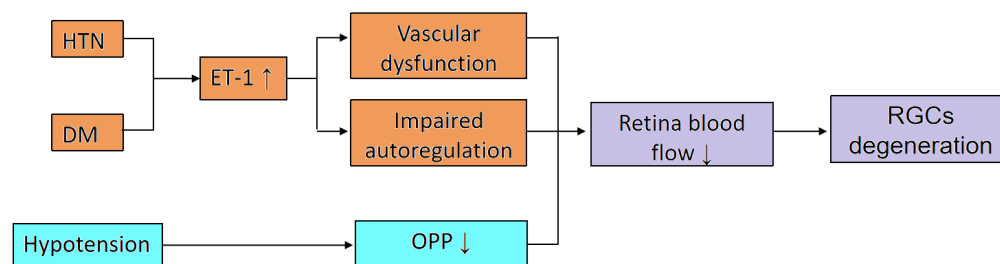 HTN
DM
ET-1 ↑
Vascular
dysfunction
Impaired
autoregulation
Retina blood
flow ↓
RGCs
degeneration
Hypotension
OPP ↓